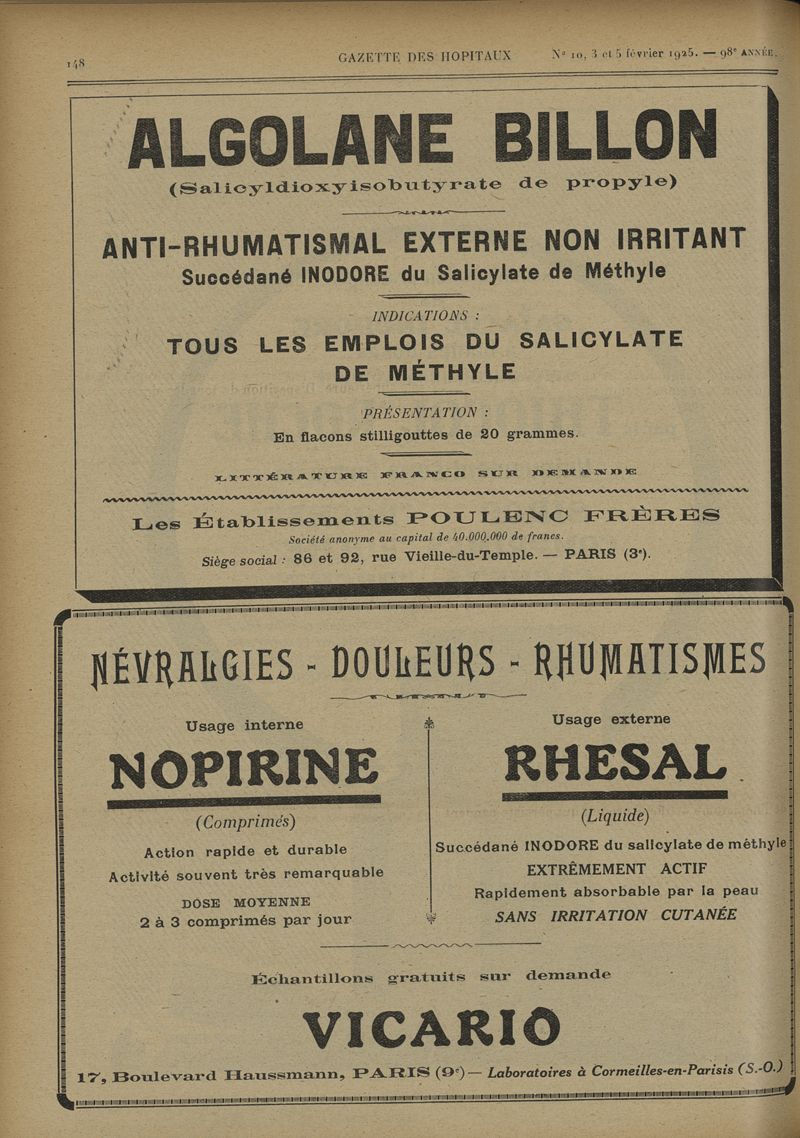 148
GAZETTE DES HOPITAUX
Nº 10, 3 et 5 février 1925. — 98e ANNÉE.
ALGOLANE BILLON
(Salicyldioxyisobutyrate de propyle)
ANTI-RHUMATISMAL EXTERNE NON IRRITANT
Succédané INODORE du Salicylate de Méthyle
INDICATIONS :
TOUS LES EMPLOIS DU SALICYLATE
DE MÉTHYLE
PRÉSENTATION :
En flacons stilligouttes de 20 grammes.
LITTÉRATURE FRANCO SUR DEMANDE
Les Établissements POULENC FRÈRES
Société anonyme au capital de 40.000.000 de francs.
Siège social : 86 et 92, rue Vieille-du-Temple. — PARIS (3e).
NÉVRALGIES - DOULEURS - RHUMATISMES
Usage interne
NOPIRINE
(Comprimés)
Action rapide et durable
Activité souvent très remarquable
DOSE MOYENNE
2 à 3 comprimés par jour
Usage externe
RHESAL
(Liquide)
Succédané INODORE du salicylate de méthyle
EXTRÊMEMENT ACTIF
Rapidement absorbable par la peau
SANS IRRITATION CUTANÉE
Échantillons gratuits sur demande
VICARIO
17, Boulevard Haussmann, PARIS (9e) — Laboratoires à Cormeilles-en-Parisis (S.-O.)